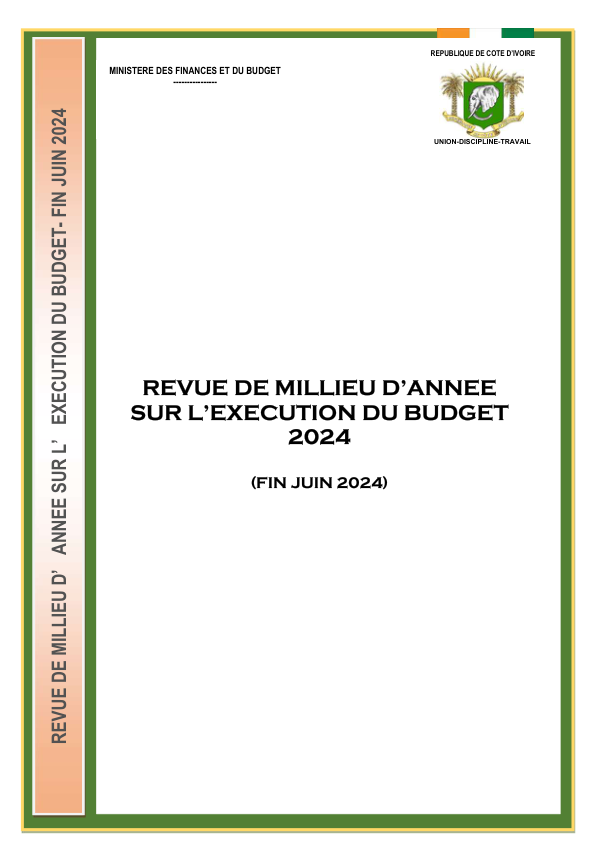 REPUBLIQUE DE COTE D'IVOIRE
MINISTERE DES FINANCES ET DU BUDGET
----------------
UNION-DISCIPLINE-TRAVAIL
REVUE DE MILLIEU D' ANNEE SUR L' EXECUTION DU BUDGET- FIN JUIN 2024
REVUE DE MILLIEU D’ANNEE
SUR L’EXECUTION DU BUDGET
2024
(FIN JUIN 2024)